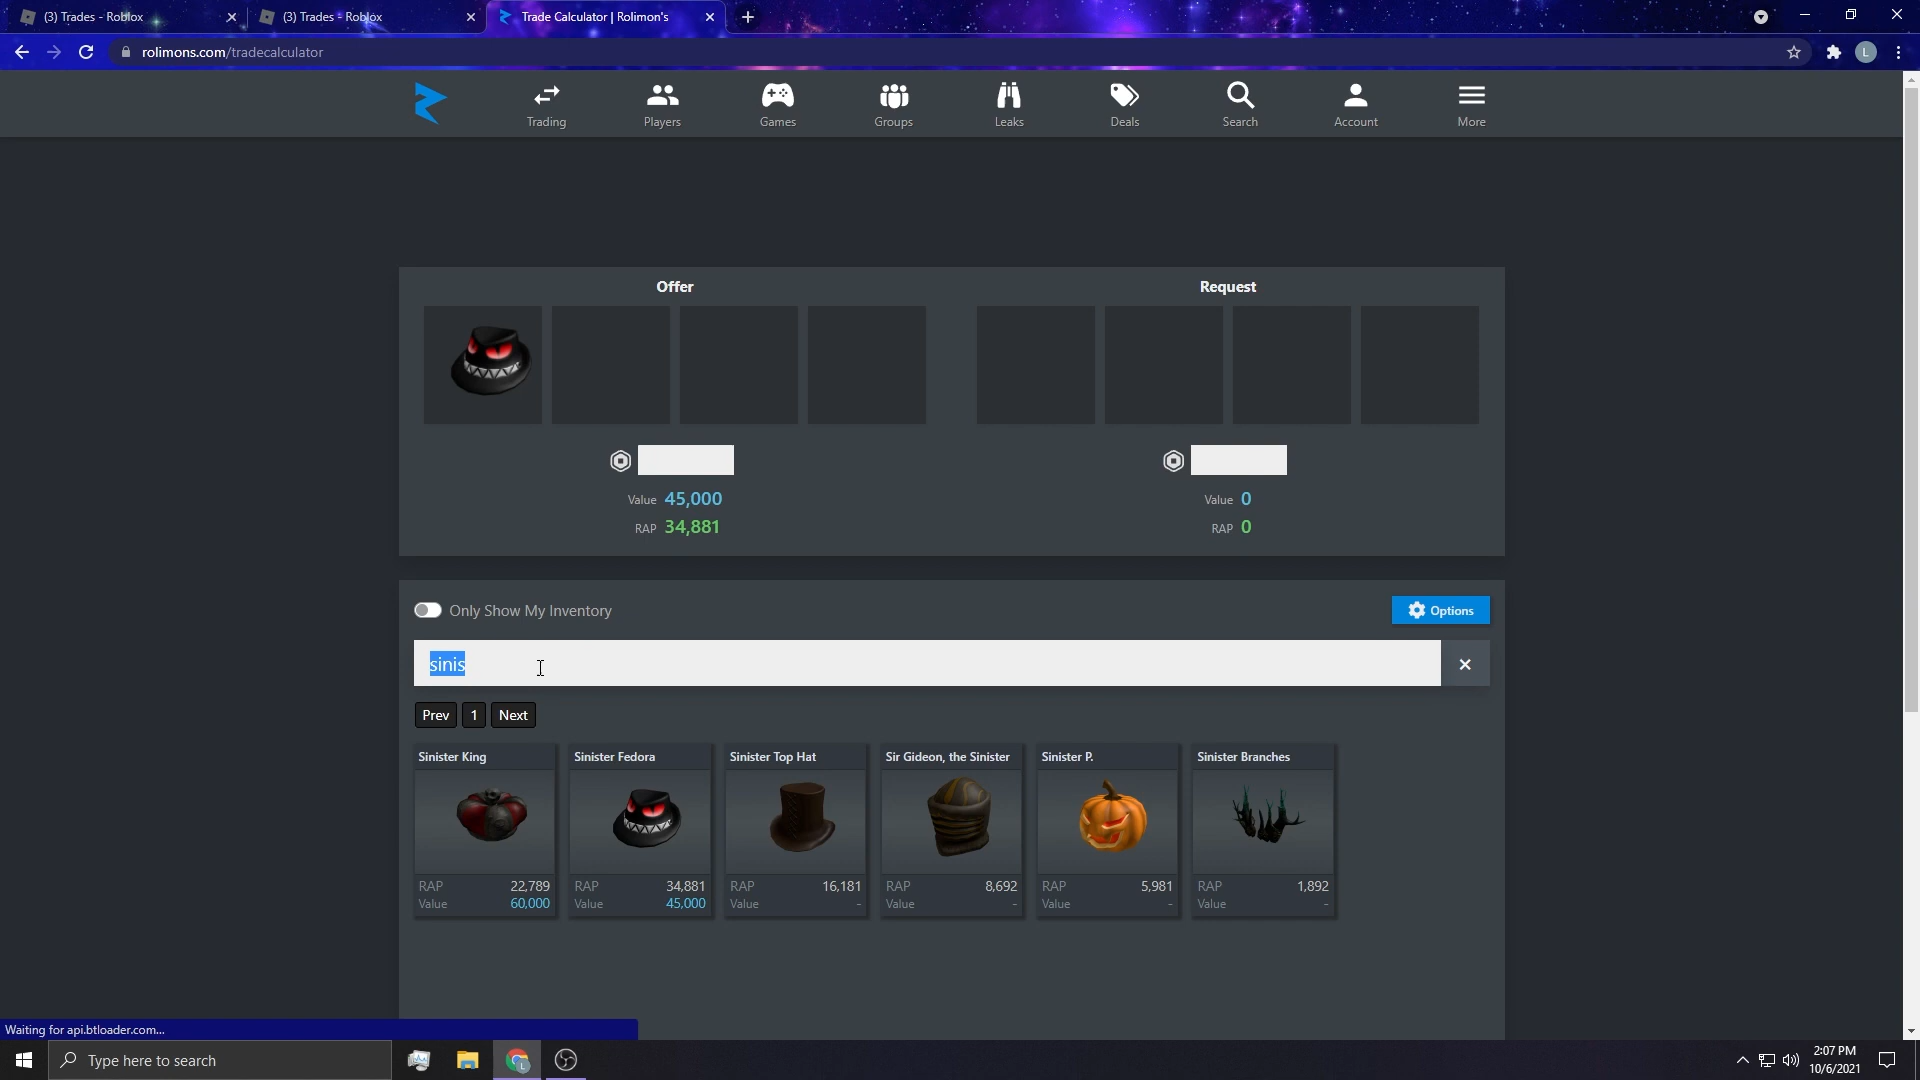 (3) Trades - Roblox
(3) Trades - Roblox
Trade Calculator | Rolimon's
rolimons.com/tradecalculator
L
Trading
Players
Games
Groups
Leaks
Deals
Search
Account
More
Offer
Request
Value 45,000
RAP 34,881
Value 0
RAP 0
Only Show My Inventory
Options
sinis
Prev 1 Next
Sinister King
RAP 22,789
Value 60,000
Sinister Fedora
RAP 34,881
Value 45,000
Sinister Top Hat
RAP 16,181
Value -
Sir Gideon, the Sinister
RAP 8,692
Value -
Sinister P.
RAP 5,981
Value -
Sinister Branches
RAP 1,892
Value -
Waiting for api.btloader.com...
Type here to search
L
2:07 PM
10/6/2021